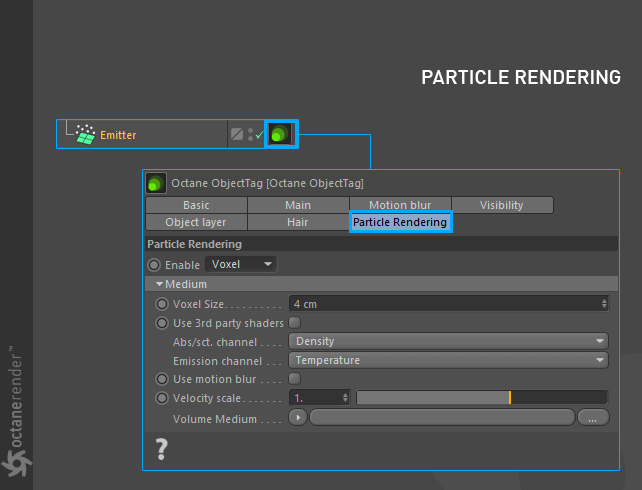 PARTICLE RENDERING
Emitter
Octane ObjectTag [Octane ObjectTag]
Basic Main Motion blur Visibility
Object layer Hair Particle Rendering
Particle Rendering
Enable Voxel
Medium
Voxel Size. . . . . . . . . . 4 cm
Use 3rd party shaders
Abs/sct. channel . . . . Density
Emission channel . . . . Temperature
Use motion blur . . . .
Velocity scale. . . . . . . 1.
Volume Medium. . . . . ...
?
octanerender™